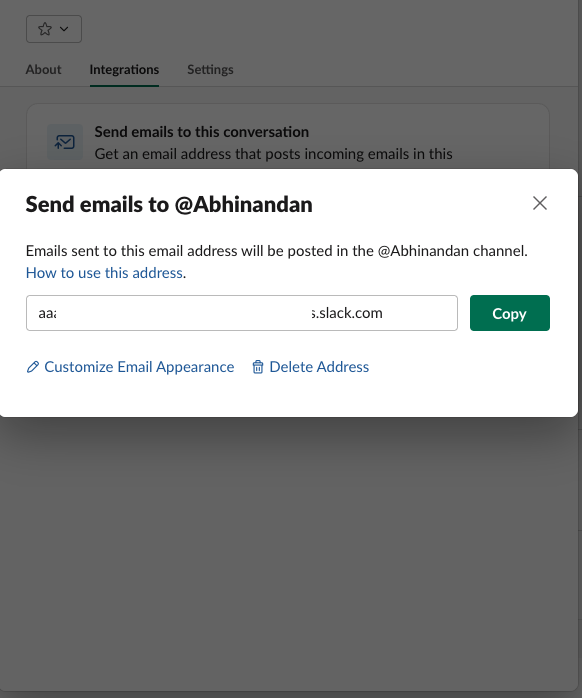 About Integrations Settings
Send emails to this conversation
Get an email address that posts incoming emails in this
Send emails to @Abhinandan
Emails sent to this email address will be posted in the @Abhinandan channel.
How to use this address.
aaa s.slack.com
Copy
Customize Email Appearance Delete Address